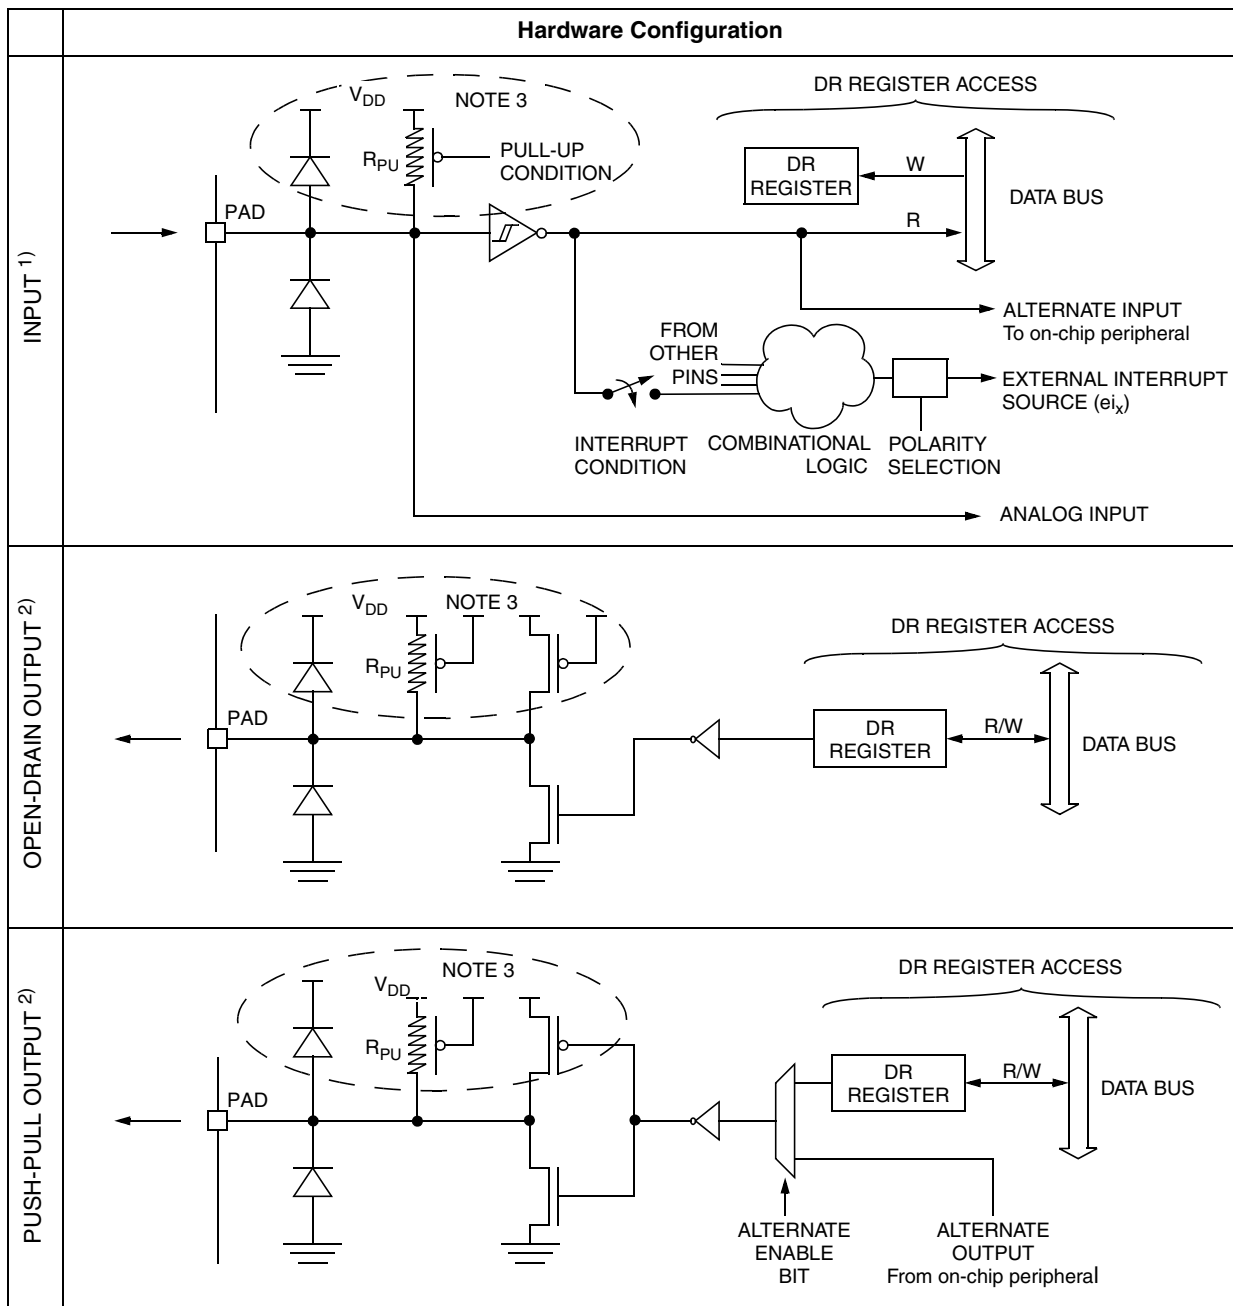 Hardware Configuration
INPUT 1)
VDD
NOTE 3
RPU
PULL-UP
CONDITION
PAD
DR REGISTER ACCESS
DR
REGISTER
W
R
DATA BUS
ALTERNATE INPUT
To on-chip peripheral
FROM
OTHER
PINS
EXTERNAL INTERRUPT
SOURCE (eix)
INTERRUPT
CONDITION
COMBINATIONAL
LOGIC
POLARITY
SELECTION
ANALOG INPUT
OPEN-DRAIN OUTPUT 2)
VDD
NOTE 3
RPU
PAD
DR REGISTER ACCESS
DR
REGISTER
R/W
DATA BUS
PUSH-PULL OUTPUT 2)
NOTE 3
VDD
RPU
PAD
DR REGISTER ACCESS
DR
REGISTER
R/W
DATA BUS
ALTERNATE
ENABLE
BIT
ALTERNATE
OUTPUT
From on-chip peripheral